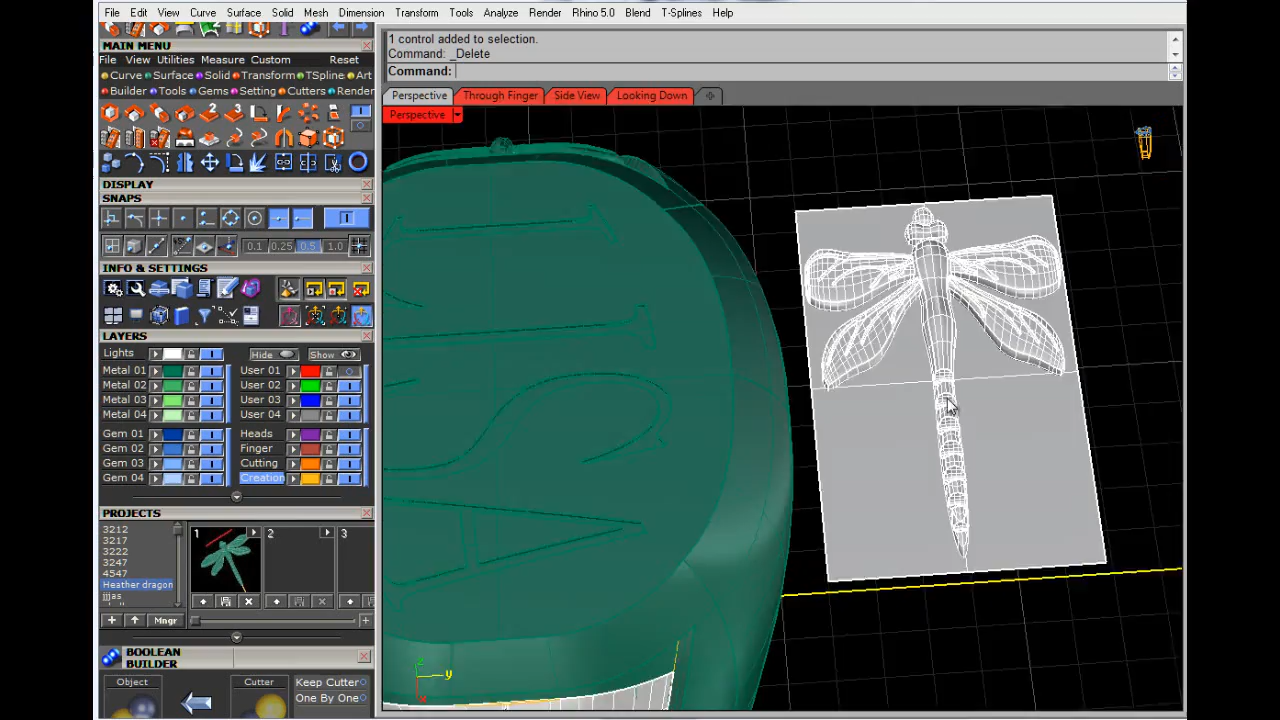 File Edit View Curve Surface Solid Mesh Dimension Transform Tools Analyze Render Rhino 5.0 Blend T-Splines Help
1 control added to selection.
Command: _Delete
Command:
Perspective Through Finger Side View Looking Down
Perspective
MAIN MENU
File View Utilities Measure Custom Reset
Curve Surface Solid Transform TSpline Art
Builder Tools Gems Setting Cutters Render
DISPLAY
SNAPS
0.1 0.25 0.5 1.0
INFO & SETTINGS
LAYERS
Lights Hide Show
Metal 01 User 01
Metal 02 User 02
Metal 03 User 03
Metal 04 User 04
Gem 01 Heads
Gem 02 Finger
Gem 03 Cutting
Gem 04 Creation
PROJECTS
3212
3217
3222
3247
4547
Heather dragon
1 2 3
Mngr
BOOLEAN
BUILDER
Object Cutter Keep Cutter
One By One
z
y
x